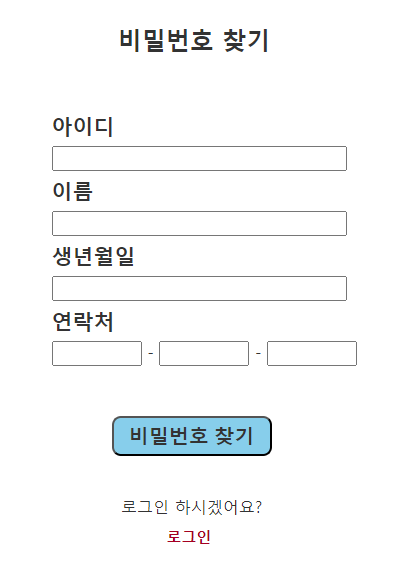 비밀번호 찾기
아이디
이름
생년월일
연락처
- -
비밀번호 찾기
로그인 하시겠어요?
로그인